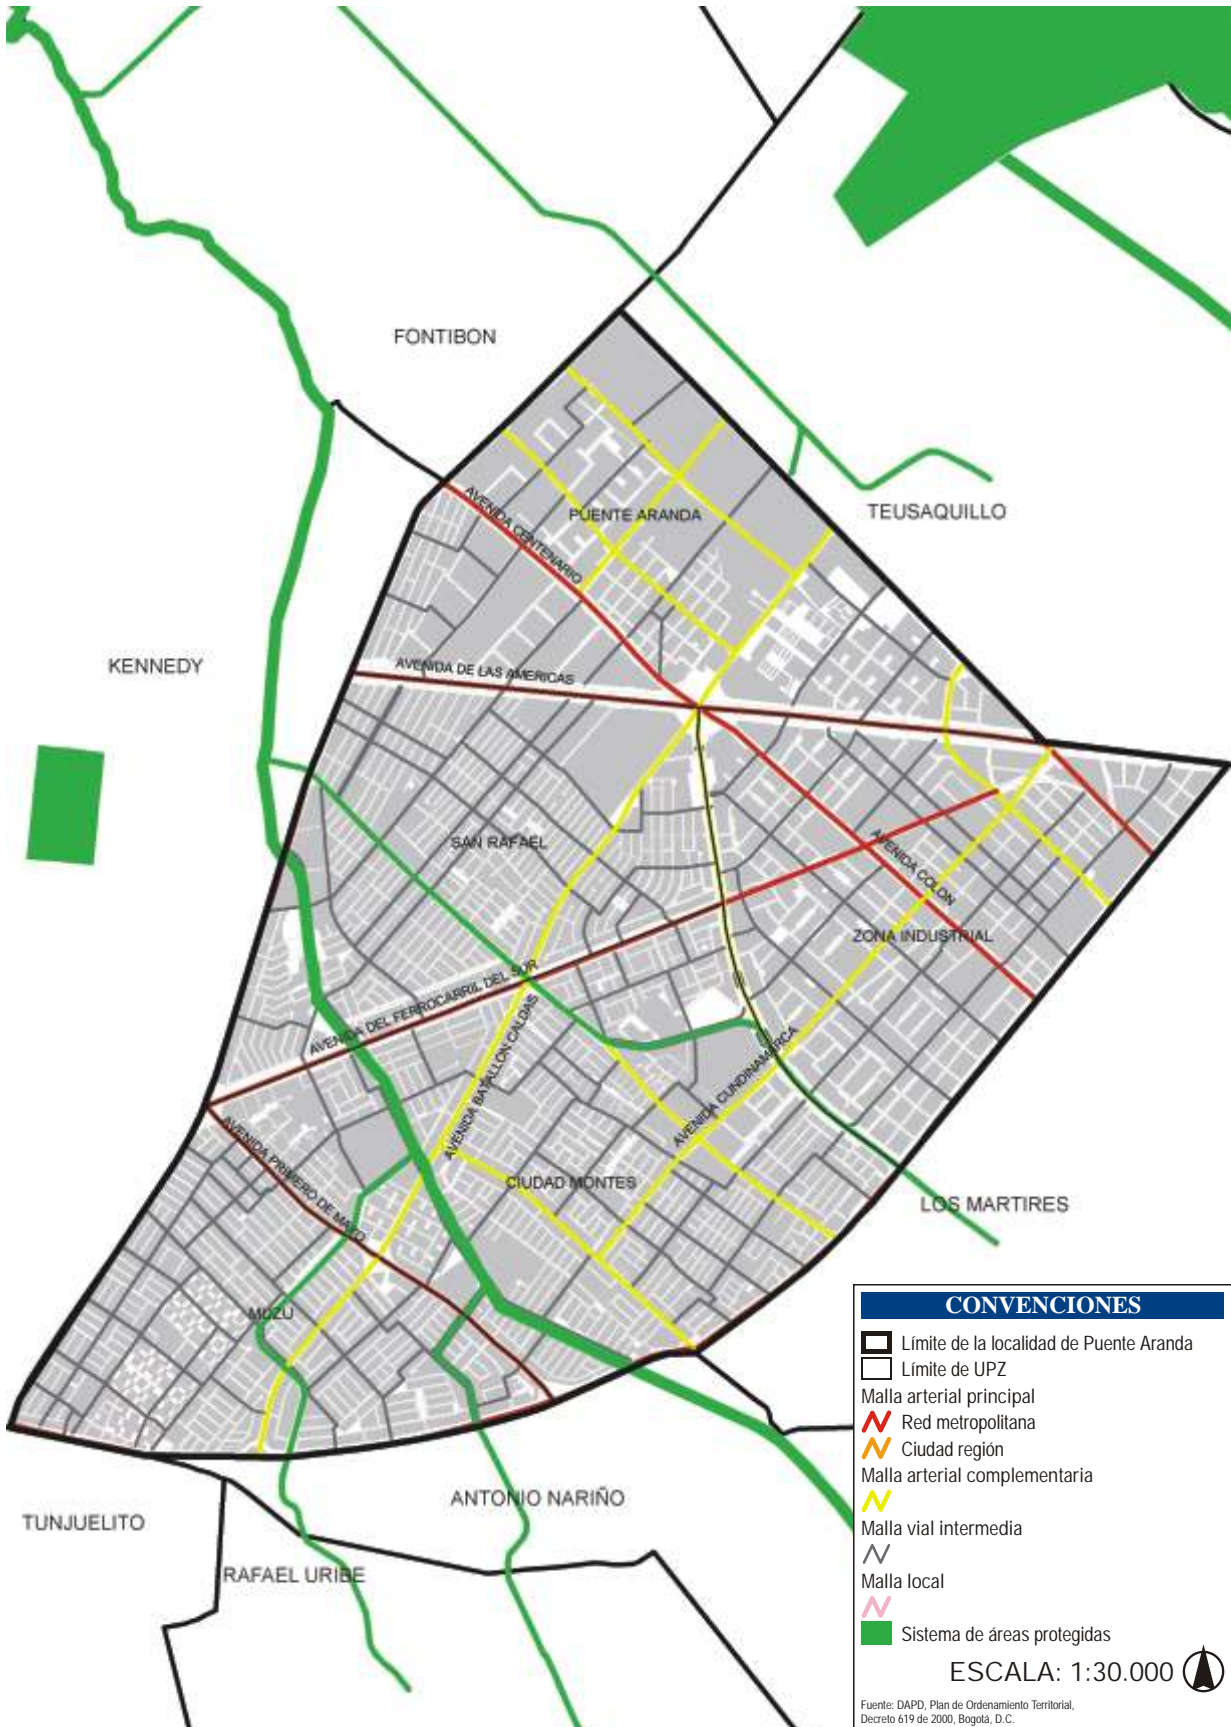 FONTIBON
AVENIDA CENTENARIO
PUENTE ARANDA
TEUSAQUILLO
KENNEDY
AVENIDA DE LAS AMERICAS
SAN RAFAEL
AVENIDA COLON
ZONA INDUSTRIAL
AVENIDA DEL FERROCARRIL DEL SUR
AVENIDA BATALLON CALDAS
AVENIDA CUNDINAMARCA
AVENIDA PRIMERO DE MAYO
CIUDAD MONTES
LOS MARTIRES
MUZU
ANTONIO NARIÑO
TUNJUELITO
RAFAEL URIBE
CONVENCIONES
Límite de la localidad de Puente Aranda
Límite de UPZ
Malla arterial principal
Red metropolitana
Ciudad región
Malla arterial complementaria
Malla vial intermedia
Malla local
Sistema de áreas protegidas
ESCALA: 1:30.000
Fuente: DAPD, Plan de Ordenamiento Territorial,
Decreto 619 de 2000, Bogotá, D.C.